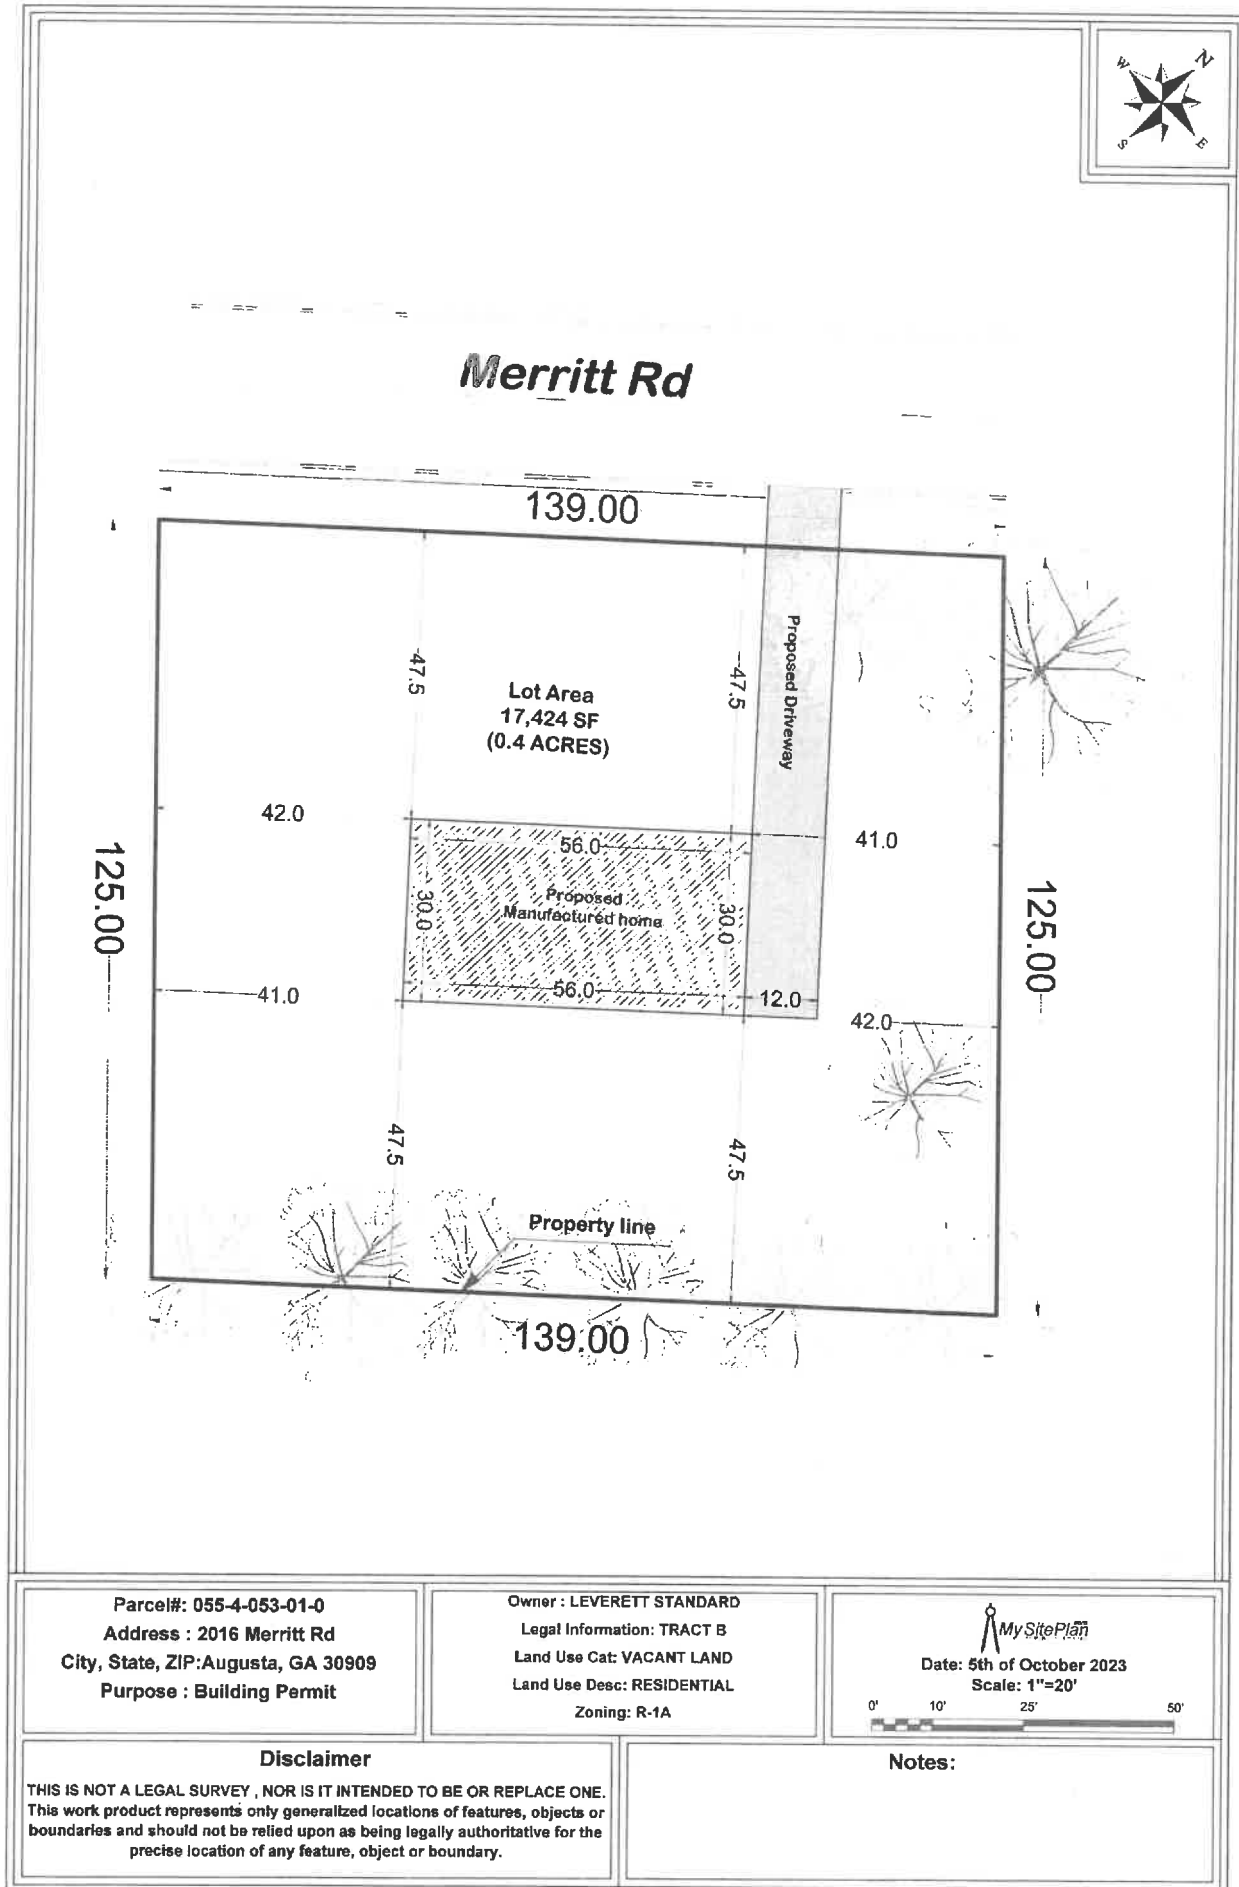 W N
S E
Merritt Rd
139.00
47.5
47.5
Proposed Driveway
Lot Area
17,424 SF
(0.4 ACRES)
42.0
41.0
125.00
125.00
56.0
30.0
30.0
Proposed
Manufactured home
41.0
56.0
12.0
42.0
47.5
47.5
Property line
139.00
Parcel#: 055-4-053-01-0
Address : 2016 Merritt Rd
City, State, ZIP:Augusta, GA 30909
Purpose : Building Permit
Owner : LEVERETT STANDARD
Legal Information: TRACT B
Land Use Cat: VACANT LAND
Land Use Desc: RESIDENTIAL
Zoning: R-1A
My Site Plan
Date: 5th of October 2023
Scale: 1"=20'
0' 10' 25' 50'
Disclaimer
THIS IS NOT A LEGAL SURVEY , NOR IS IT INTENDED TO BE OR REPLACE ONE.
This work product represents only generalized locations of features, objects or
boundaries and should not be relied upon as being legally authoritative for the
precise location of any feature, object or boundary.
Notes: